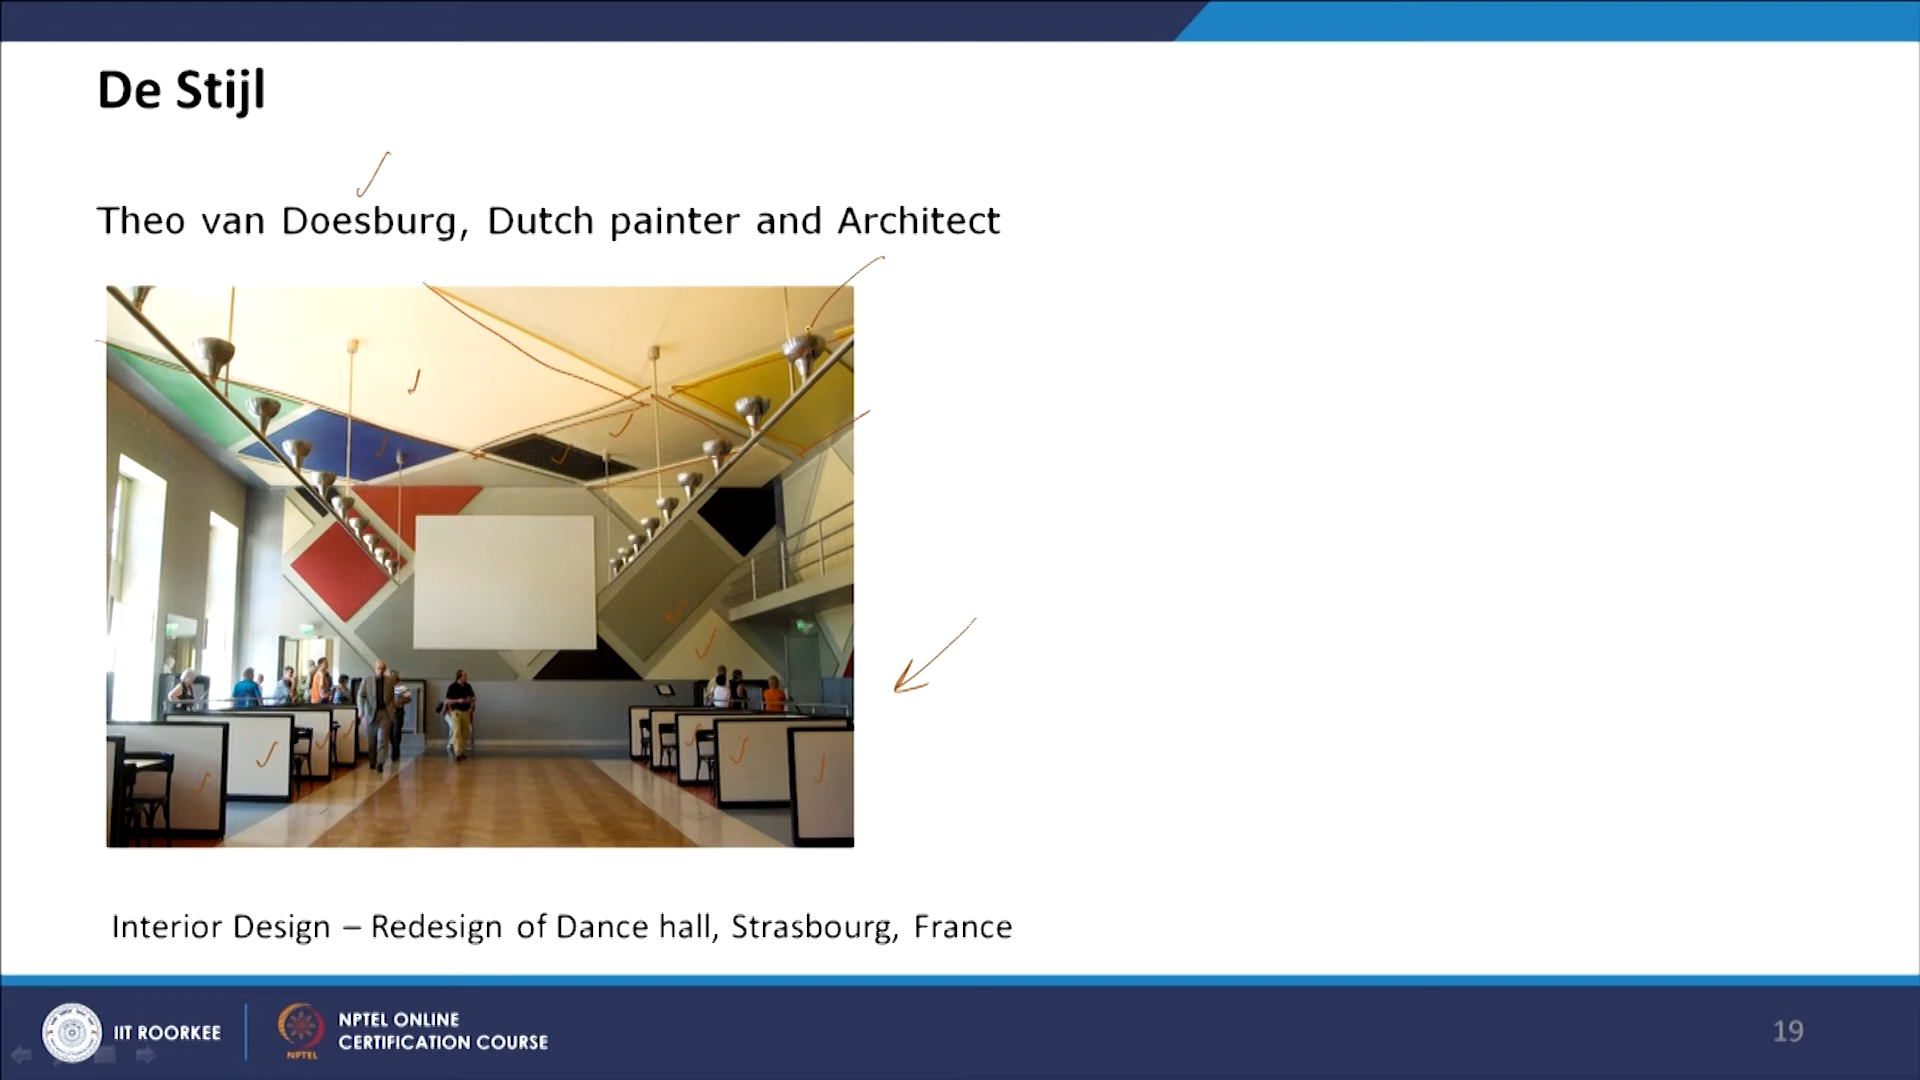 De Stijl
Theo van Doesburg, Dutch painter and Architect
Interior Design – Redesign of Dance hall, Strasbourg, France
IIT ROORKEE
NPTEL
NPTEL ONLINE
CERTIFICATION COURSE
19